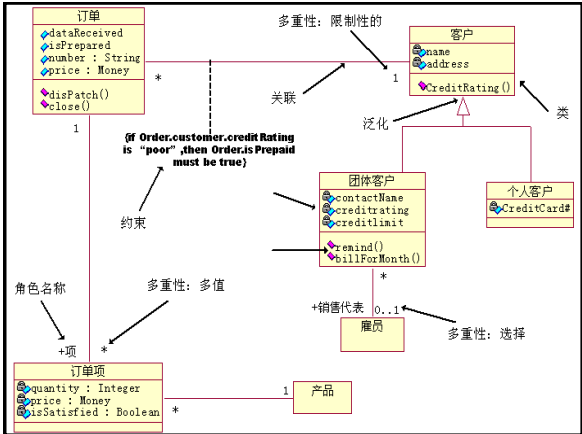 订单
dataReceived
isPrepared
number : String
price : Money
disPatch()
close()
多重性：限制性的
客户
name
address
CreditRating()
*
1
关联
泛化
类
1
{if Order.customer.creditRating
is “poor”,then Order.isPrepaid
must be true}
约束
团体客户
contactName
creditrating
creditlimit
remind()
billForMonth()
个人客户
CreditCard#
角色名称
多重性：多值
*
+销售代表
0..1
雇员
多重性：选择
+项
*
订单项
quantity : Integer
price : Money
isSatisfied : Boolean
1
*
产品